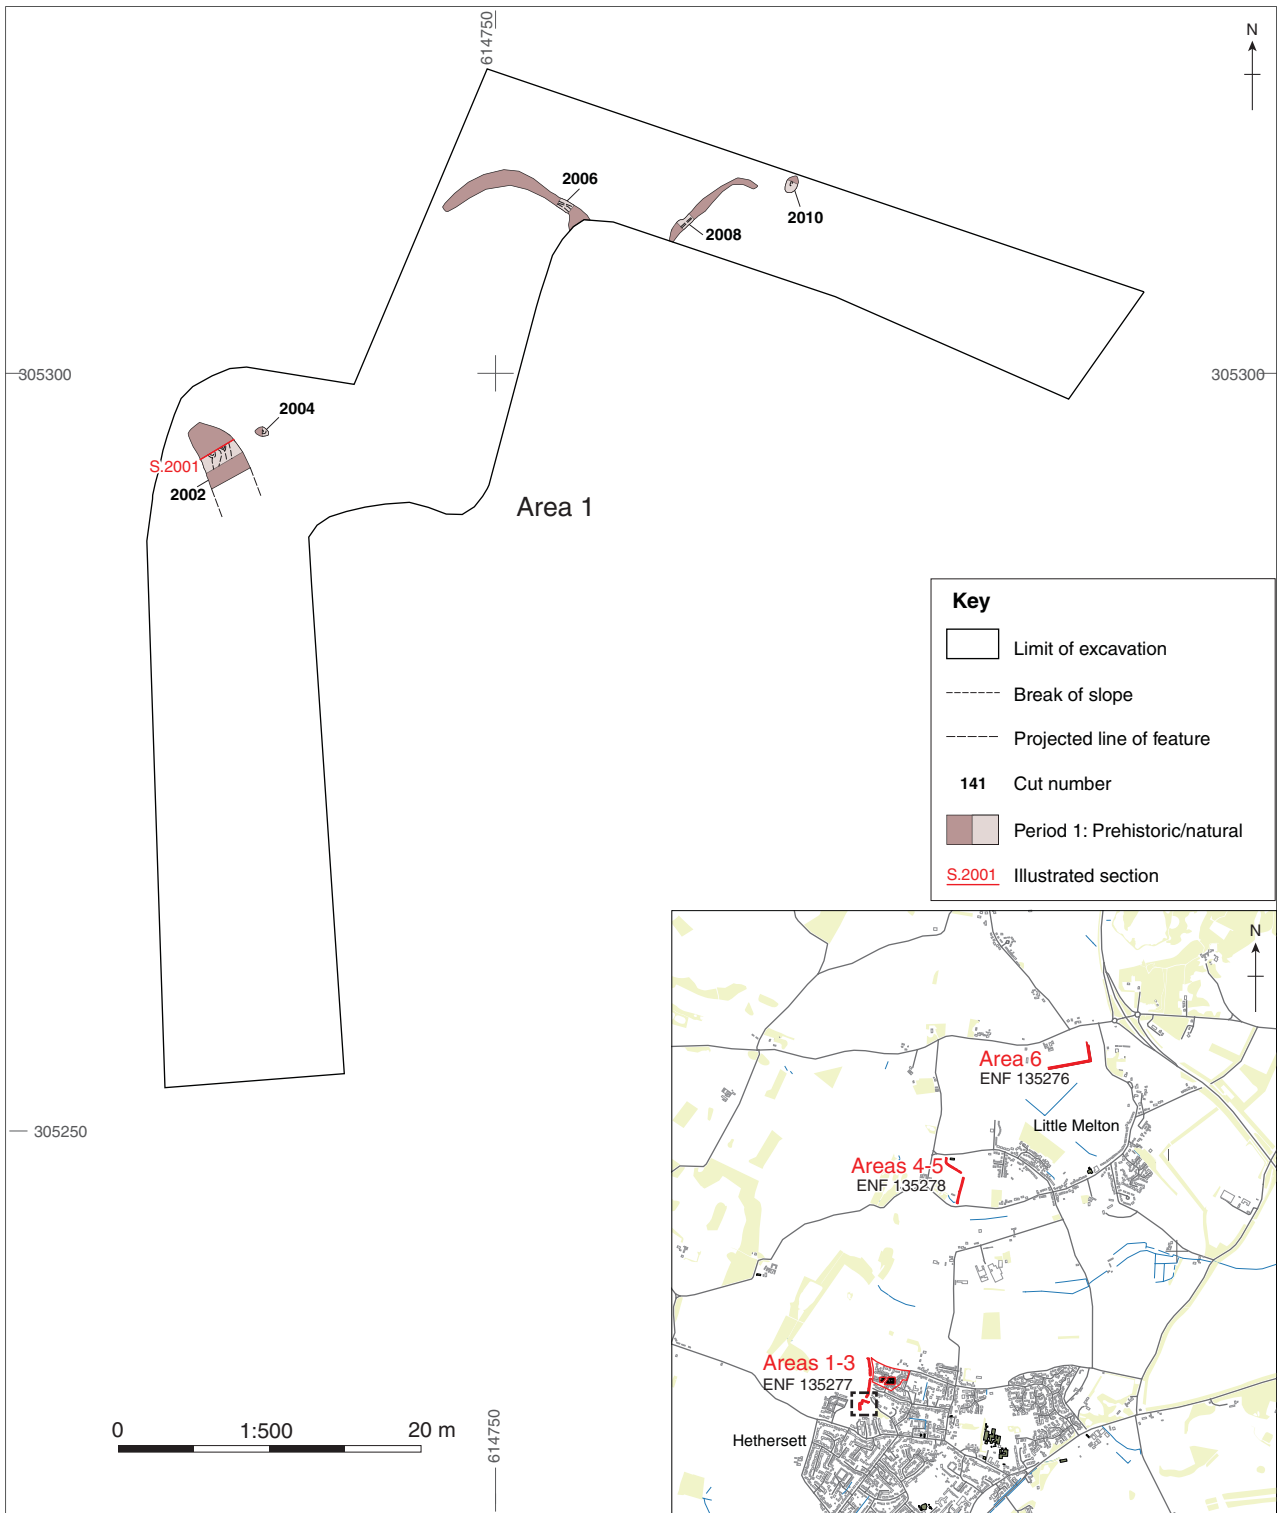 614750
N
2006
2008
2010
305300
305300
2004
S.2001
2002
Area 1
Key
Limit of excavation
Break of slope
Projected line of feature
141 Cut number
Period 1: Prehistoric/natural
S.2001 Illustrated section
N
Area 6
ENF 135276
Little Melton
305250
Areas 4-5
ENF 135278
Areas 1-3
ENF 135277
Hethersett
0 1:500 20 m
614750